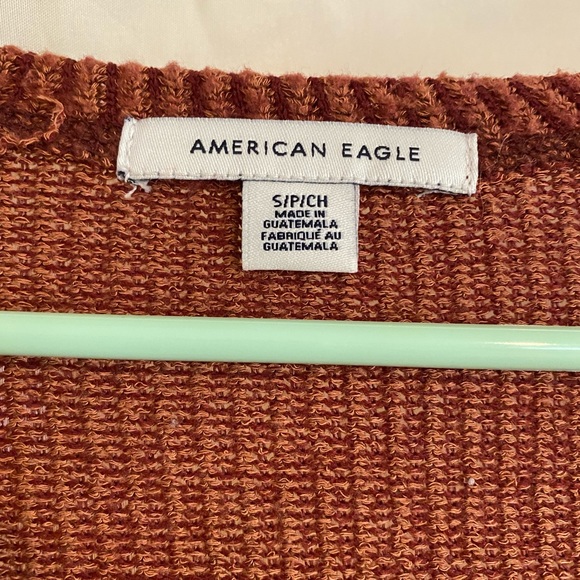 AMERICAN EAGLE
S/P/CH
MADE IN
GUATEMALA
FABRIQUÉ AU
GUATEMALA